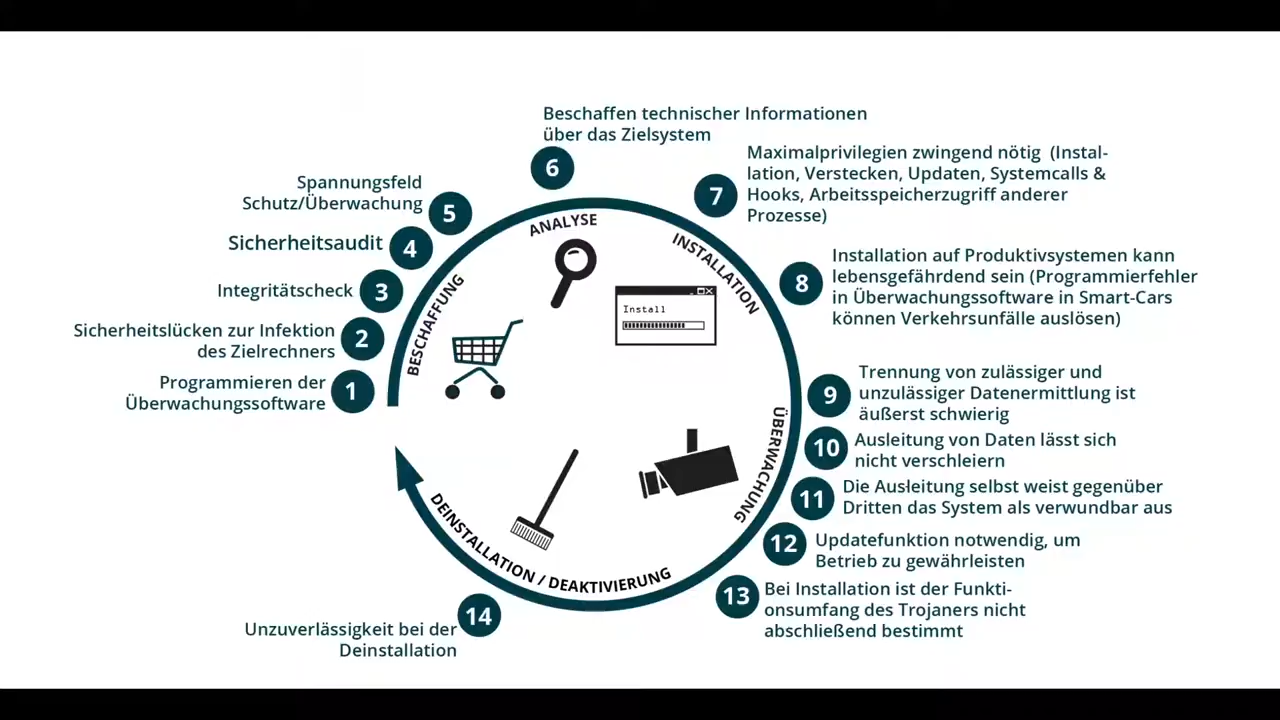 Beschaffen technischer Informationen
über das Zielsystem
6
Maximalprivilegien zwingend nötig (Instal-
lation, Verstecken, Updaten, Systemcalls &
Hooks, Arbeitsspeicherzugriff anderer
Prozesse)
7
Spannungsfeld
Schutz/Überwachung
5
Sicherheitsaudit
4
Integritätscheck
3
Sicherheitslücken zur Infektion
des Zielrechners
2
Programmieren der
Überwachungssoftware
1
BESCHAFFUNG
ANALYSE
INSTALLATION
Install
8
Installation auf Produktivsystemen kann
lebensgefährdend sein (Programmierfehler
in Überwachungssoftware in Smart-Cars
können Verkehrsunfälle auslösen)
9
Trennung von zulässiger und
unzulässiger Datenermittlung ist
äußerst schwierig
10
Ausleitung von Daten lässt sich
nicht verschleiern
11
Die Ausleitung selbst weist gegenüber
Dritten das System als verwundbar aus
12
Updatefunktion notwendig, um
Betrieb zu gewährleisten
13
Bei Installation ist der Funkti-
onsumfang des Trojaners nicht
abschließend bestimmt
ÜBERWACHUNG
DEINSTALLATION / DEAKTIVIERUNG
14
Unzuverlässigkeit bei der
Deinstallation